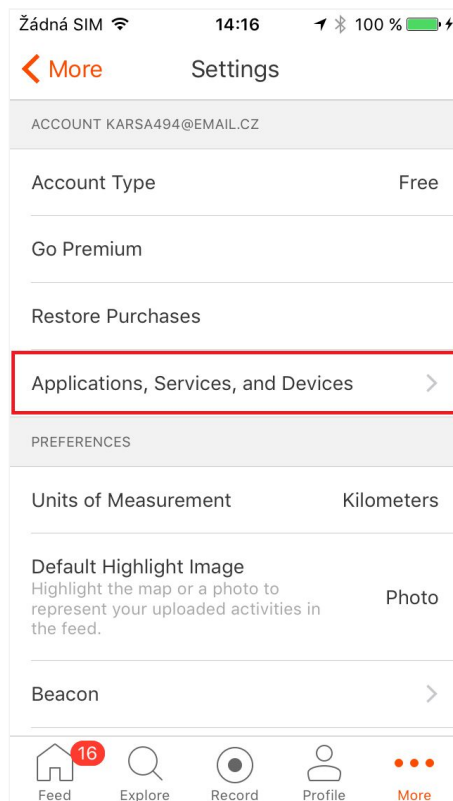 Žádná SIM 14:16 100 %
More Settings
ACCOUNT KARSA494@EMAIL.CZ
Account Type Free
Go Premium
Restore Purchases
Applications, Services, and Devices
PREFERENCES
Units of Measurement Kilometers
Default Highlight Image
Highlight the map or a photo to
represent your uploaded activities in
the feed.
Photo
Beacon
16
Feed Explore Record Profile More